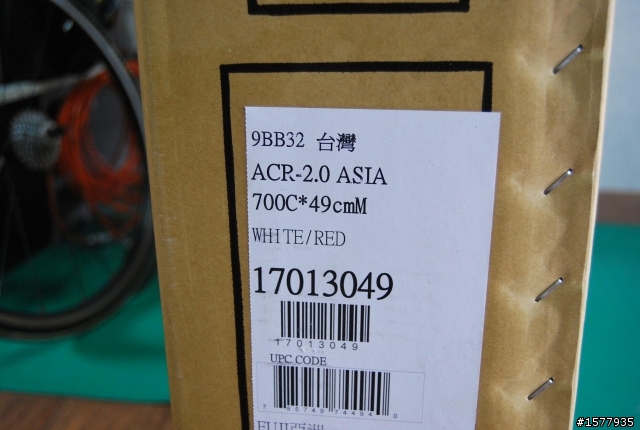 9BB32 台灣
ACR-2.0 ASIA
700C*49cmM
WHITE/RED
17013049
17013049
UPC CODE
#1577935